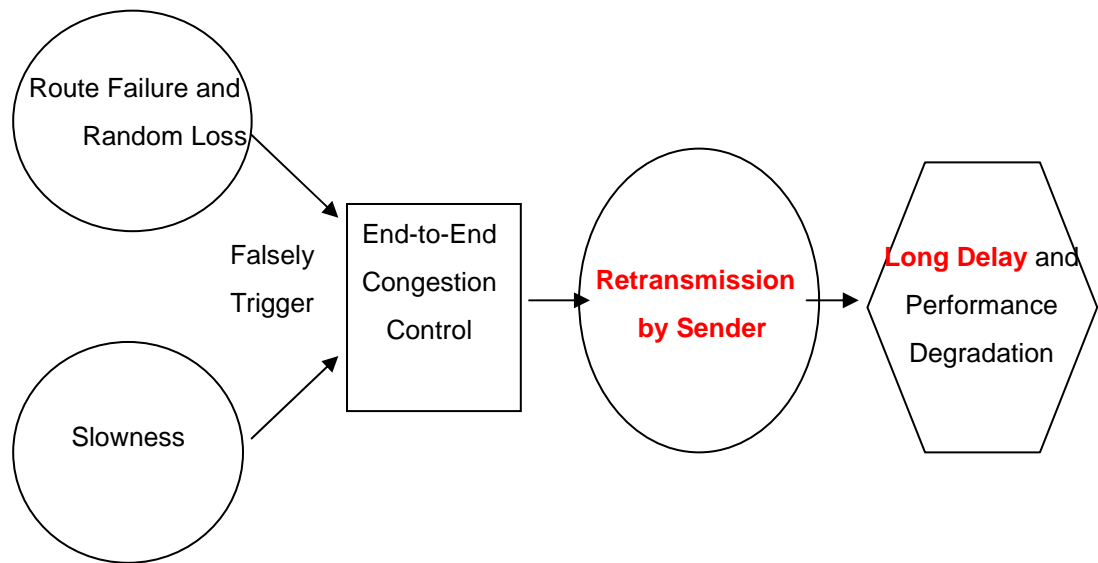 Route Failure and
Random Loss
Falsely
Trigger
Slowness
End-to-End
Congestion
Control
Retransmission
by Sender
Long Delay and
Performance
Degradation